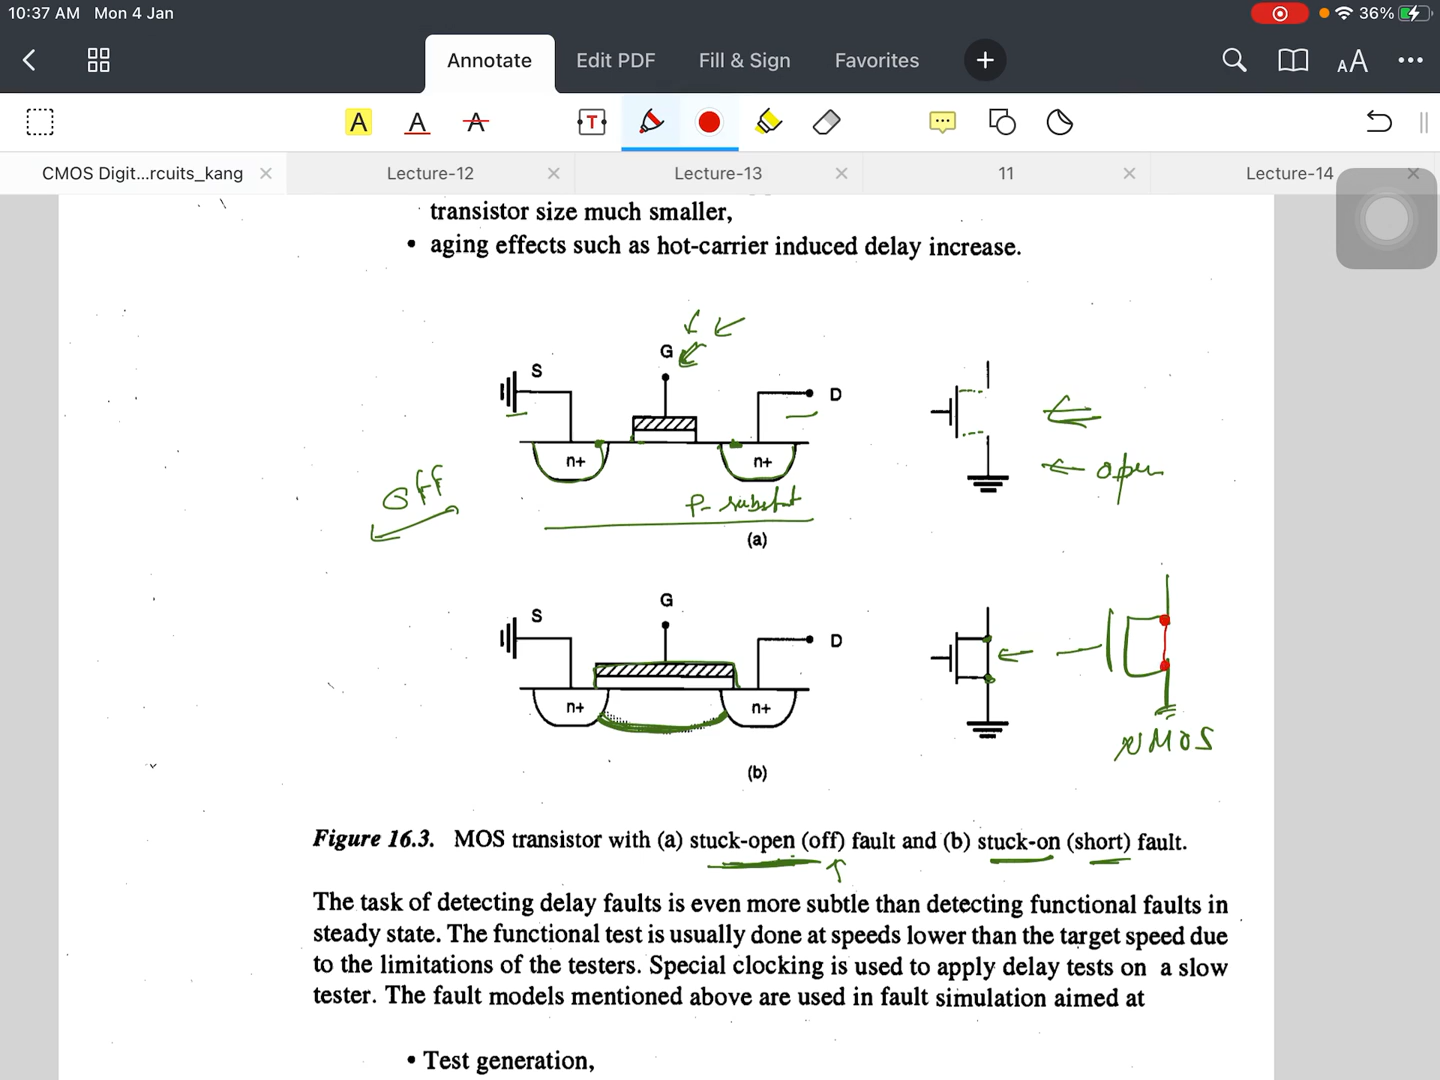 10:37 AM Mon 4 Jan
36%
Annotate Edit PDF Fill & Sign Favorites
AA
A A A T
CMOS Digit...rcuits_kang Lecture-12 Lecture-13 11 Lecture-14
transistor size much smaller,
• aging effects such as hot-carrier induced delay increase.
G
S
D
n+ n+
off
open
P-
(a)
G
S
D
n+ n+
NMOS
(b)
Figure 16.3. MOS transistor with (a) stuck-open (off) fault and (b) stuck-on (short) fault.
The task of detecting delay faults is even more subtle than detecting functional faults in
steady state. The functional test is usually done at speeds lower than the target speed due
to the limitations of the testers. Special clocking is used to apply delay tests on a slow
tester. The fault models mentioned above are used in fault simulation aimed at
• Test generation,